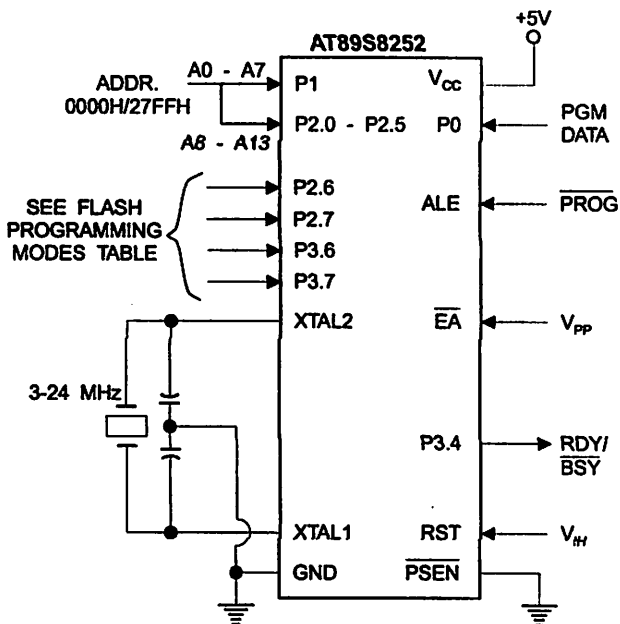 +5V
AT89S8252
ADDR.
0000H/27FFH
A0 - A7
P1
VCC
P2.0 - P2.5
P0
PGM
DATA
A8 - A13
SEE FLASH
PROGRAMMING
MODES TABLE
P2.6
P2.7
P3.6
P3.7
ALE
PROG
XTAL2
EA
VPP
3-24 MHz
P3.4
RDY/
BSY
XTAL1
RST
VIH
GND
PSEN